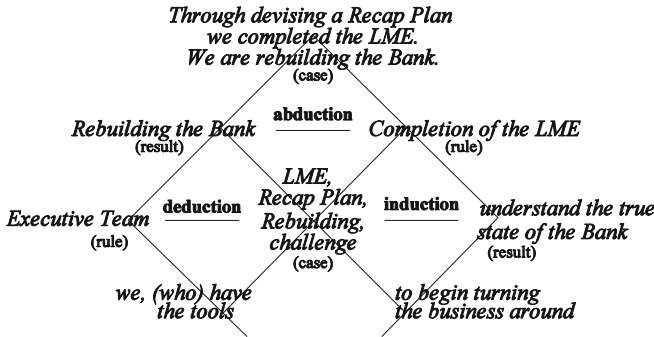 Through devising a Recap Plan
we completed the LME.
We are rebuilding the Bank.
(case)
abduction
Rebuilding the Bank
(result)
Completion of the LME
(rule)
LME,
Recap Plan,
Rebuilding,
challenge
(case)
deduction
induction
Executive Team
(rule)
understand the true
state of the Bank
(result)
we, (who) have
the tools
to begin turning
the business around